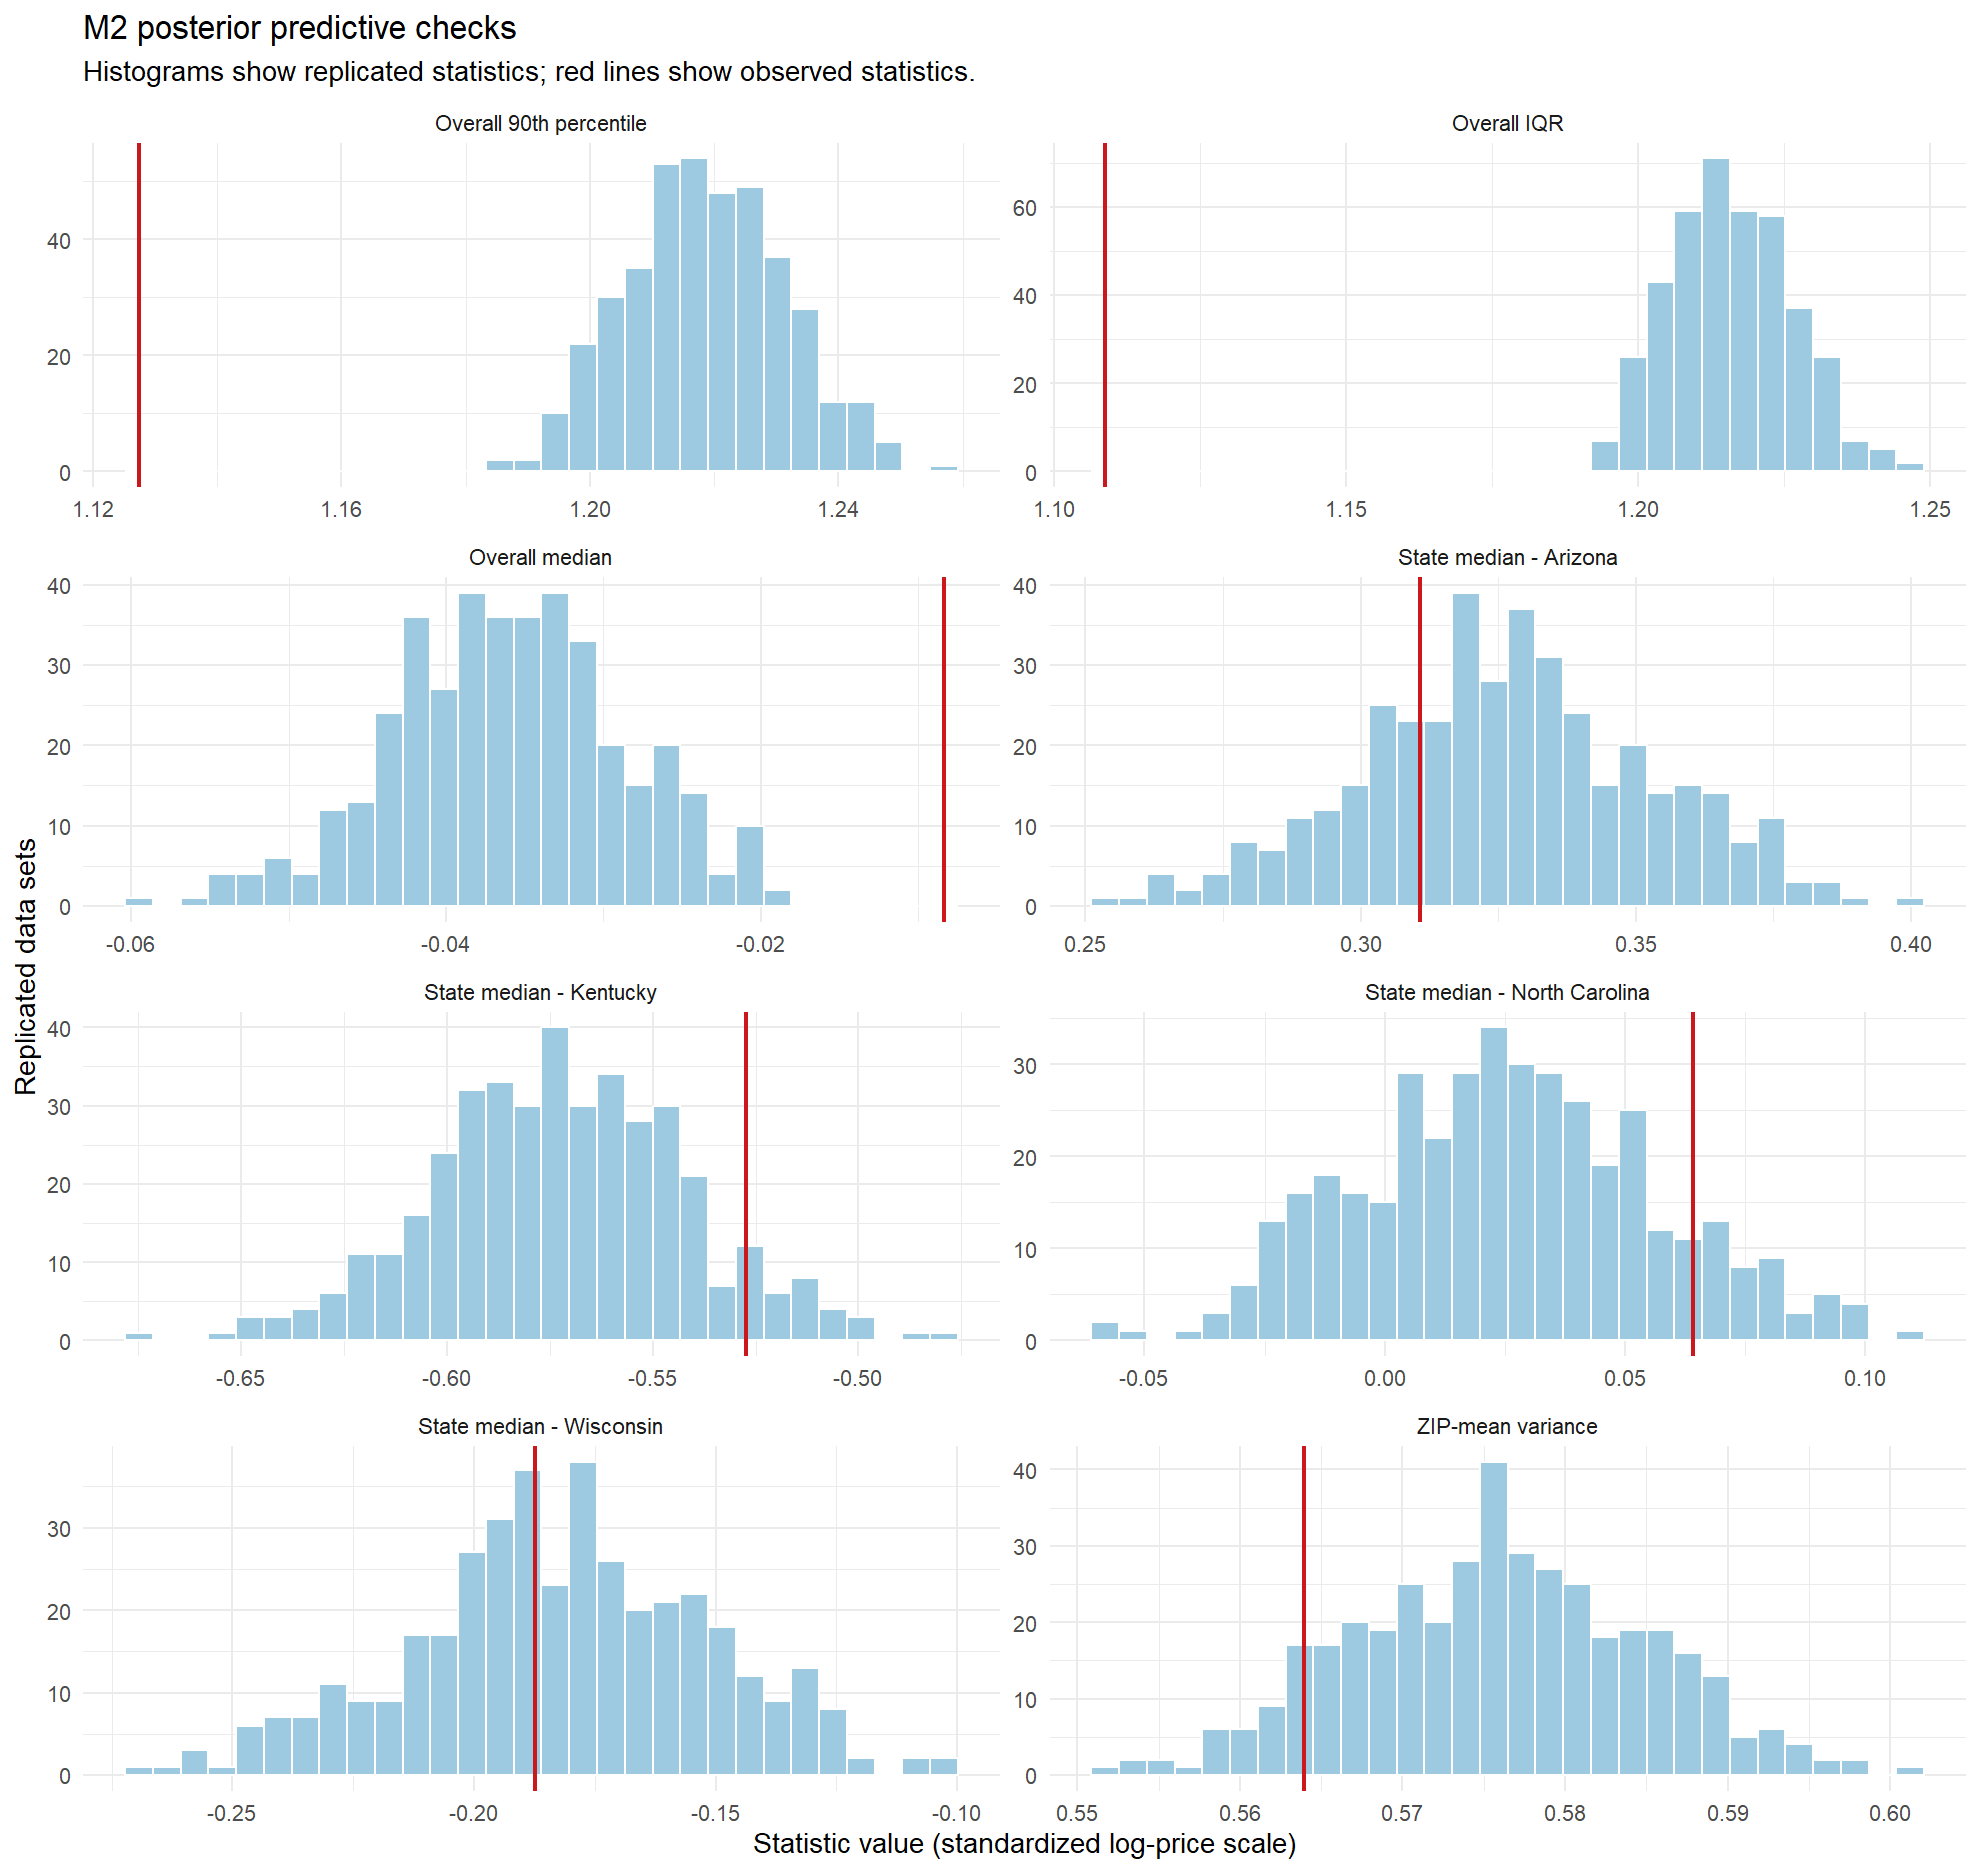 M2 posterior predictive checks
Histograms show replicated statistics; red lines show observed statistics.
Overall 90th percentile
40
20
0
1.12 1.16 1.20 1.24
Overall IQR
60
40
20
0
1.10 1.15 1.20 1.25
Overall median
40
30
20
10
0
-0.06 -0.04 -0.02
State median - Arizona
40
30
20
10
0
0.25 0.30 0.35 0.40
State median - Kentucky
40
30
20
10
0
-0.65 -0.60 -0.55 -0.50
State median - North Carolina
30
20
10
0
-0.05 0.00 0.05 0.10
State median - Wisconsin
30
20
10
0
-0.25 -0.20 -0.15 -0.10
ZIP-mean variance
40
30
20
10
0
0.55 0.56 0.57 0.58 0.59 0.60
Replicated data sets
Statistic value (standardized log-price scale)